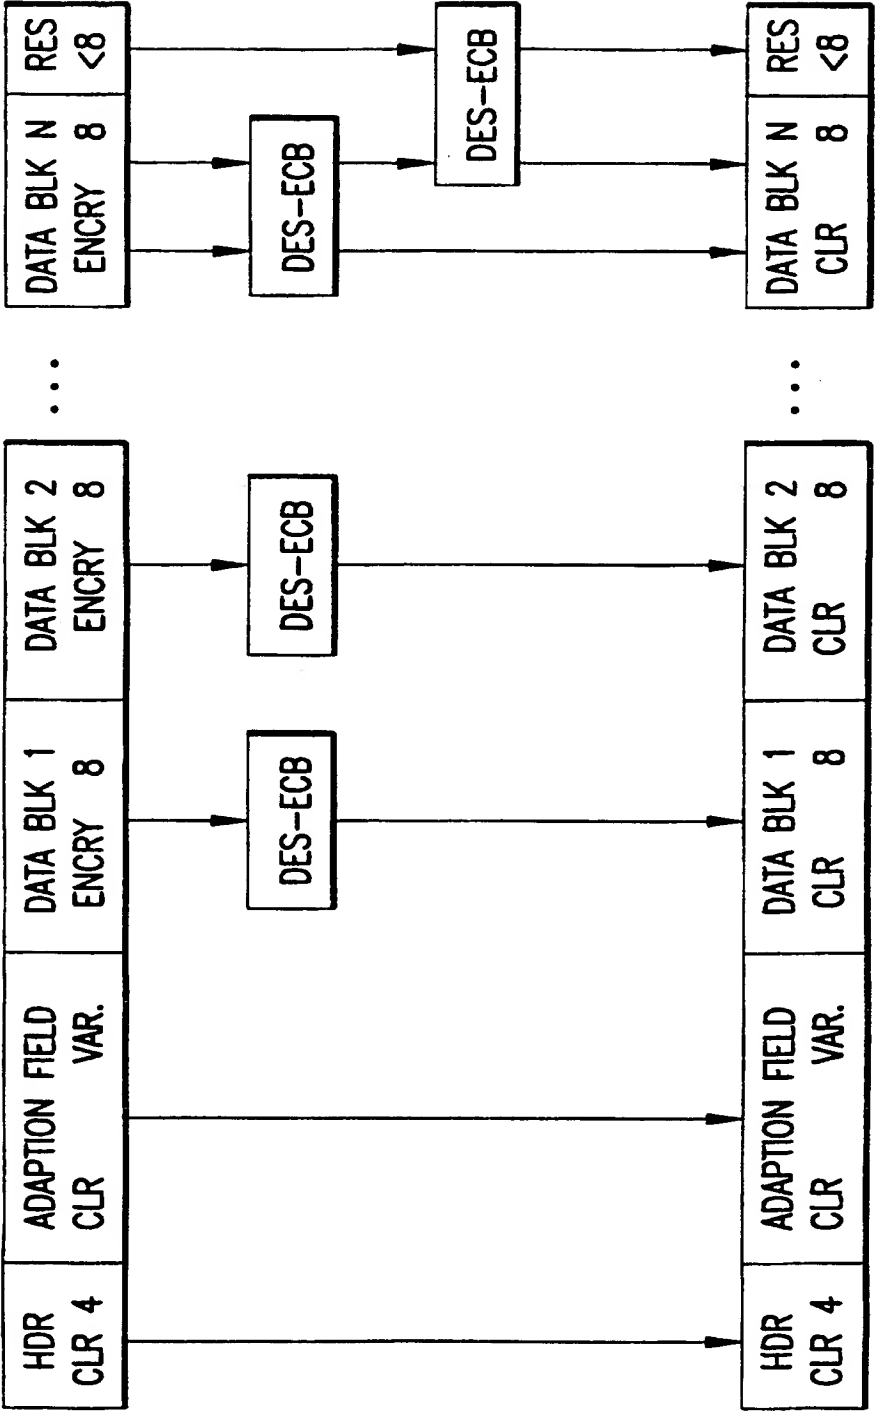 HDR
CLR 4
ADAPTION FIELD
CLR VAR.
DATA BLK 1
ENCRY 8
DATA BLK 2
ENCRY 8
...
DATA BLK N
ENCRY 8
RES
<8
DES-ECB
DES-ECB
DES-ECB
DES-ECB
HDR
CLR 4
ADAPTION FIELD
CLR VAR.
DATA BLK 1
CLR 8
DATA BLK 2
CLR 8
...
DATA BLK N
CLR 8
RES
<8